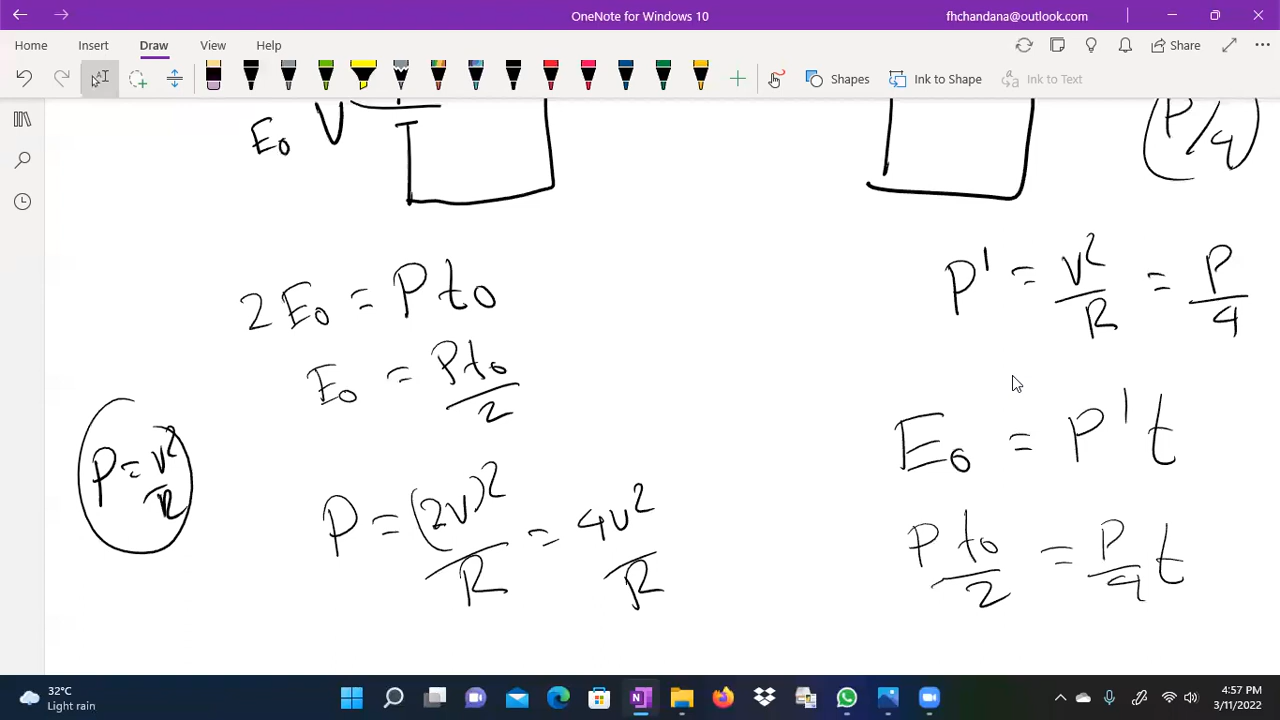 OneNote for Windows 10
fhchandana@outlook.com
Home Insert Draw View Help
Share
Shapes
Ink to Shape
Ink to Text
E₀ V
P/4
2E₀ = Pt₀
E₀ = Pt₀/2
P = V²/R
P = (2V)²/R = 4V²/R
P' = V²/R = P/4
E₀ = P't
Pt₀/2 = P/4 t
32°C
Light rain
4:57 PM
3/11/2022